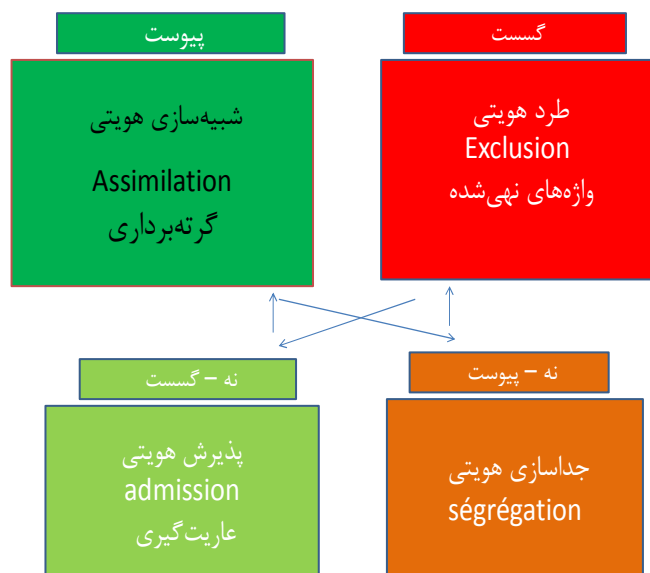 گسست
طرد هویتی
Exclusion
واژه‌های نهی‌شده
پیوست
شبیه‌سازی هویتی
Assimilation
گرته‌برداری
نه – پیوست
جداسازی هویتی
ségrégation
نه – گسست
پذیرش هویتی
admission
عاریت‌گیری